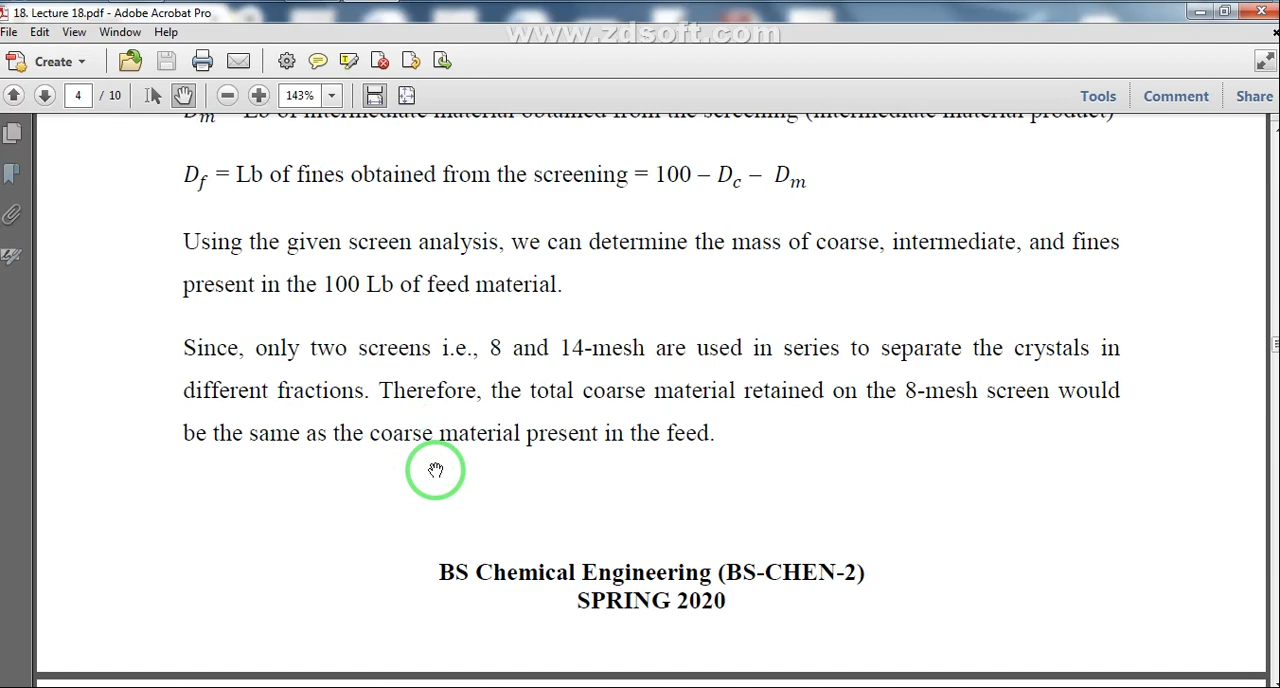 18. Lecture 18.pdf - Adobe Acrobat Pro
www.zdsoft.com
File Edit View Window Help
Create
4 / 10 143% Tools Comment Share
Dm = Lb of intermediate material obtained from the screening (intermediate material product)
Df = Lb of fines obtained from the screening = 100 – Dc – Dm
Using the given screen analysis, we can determine the mass of coarse, intermediate, and fines
present in the 100 Lb of feed material.
Since, only two screens i.e., 8 and 14-mesh are used in series to separate the crystals in
different fractions. Therefore, the total coarse material retained on the 8-mesh screen would
be the same as the coarse material present in the feed.
BS Chemical Engineering (BS-CHEN-2)
SPRING 2020